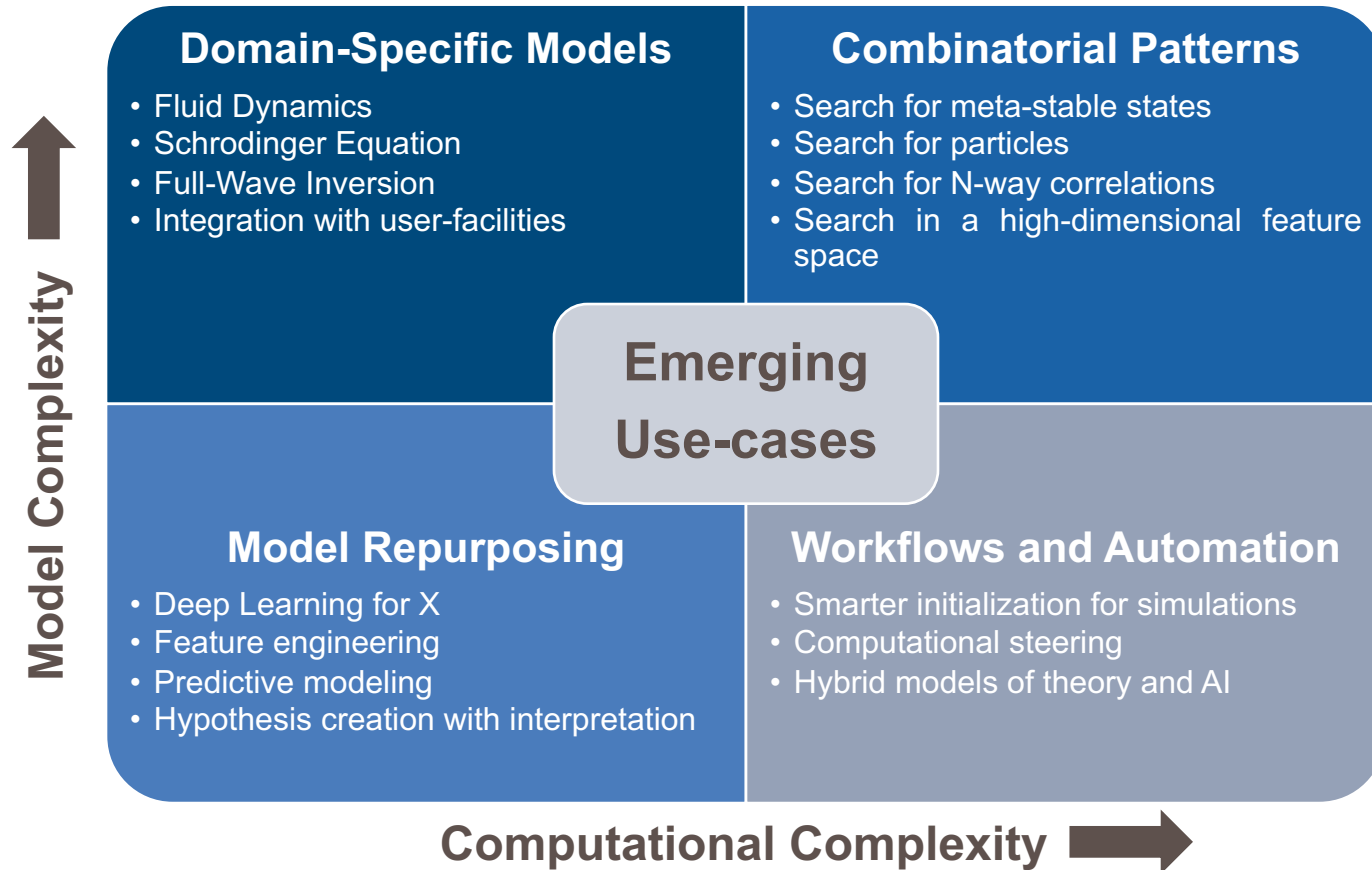 Model Complexity
Domain-Specific Models
• Fluid Dynamics
• Schrodinger Equation
• Full-Wave Inversion
• Integration with user-facilities
Combinatorial Patterns
• Search for meta-stable states
• Search for particles
• Search for N-way correlations
• Search in a high-dimensional feature
space
Emerging
Use-cases
Model Repurposing
• Deep Learning for X
• Feature engineering
• Predictive modeling
• Hypothesis creation with interpretation
Workflows and Automation
• Smarter initialization for simulations
• Computational steering
• Hybrid models of theory and AI
Computational Complexity